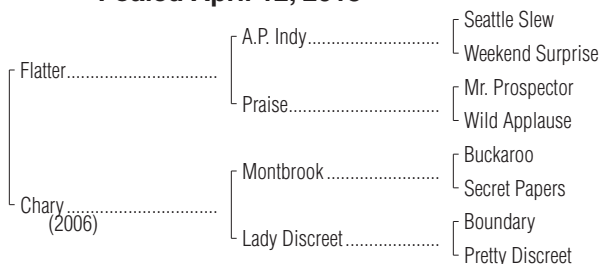 Foaled April 12,
Seattle Slew
A.P. Indy
Weekend Surprise
Flatter
Mr. Prospector
Praise
Wild Applause
Buckaroo
Montbrook
Secret Papers
Chary
(2006)
Boundary
Lady Discreet
Pretty Discreet